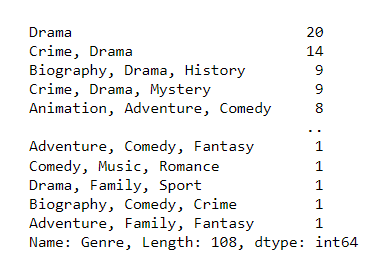 Drama 20
Crime, Drama 14
Biography, Drama, History 9
Crime, Drama, Mystery 9
Animation, Adventure, Comedy 8
..
Adventure, Comedy, Fantasy 1
Comedy, Music, Romance 1
Drama, Family, Sport 1
Biography, Comedy, Crime 1
Adventure, Family, Fantasy 1
Name: Genre, Length: 108, dtype: int64